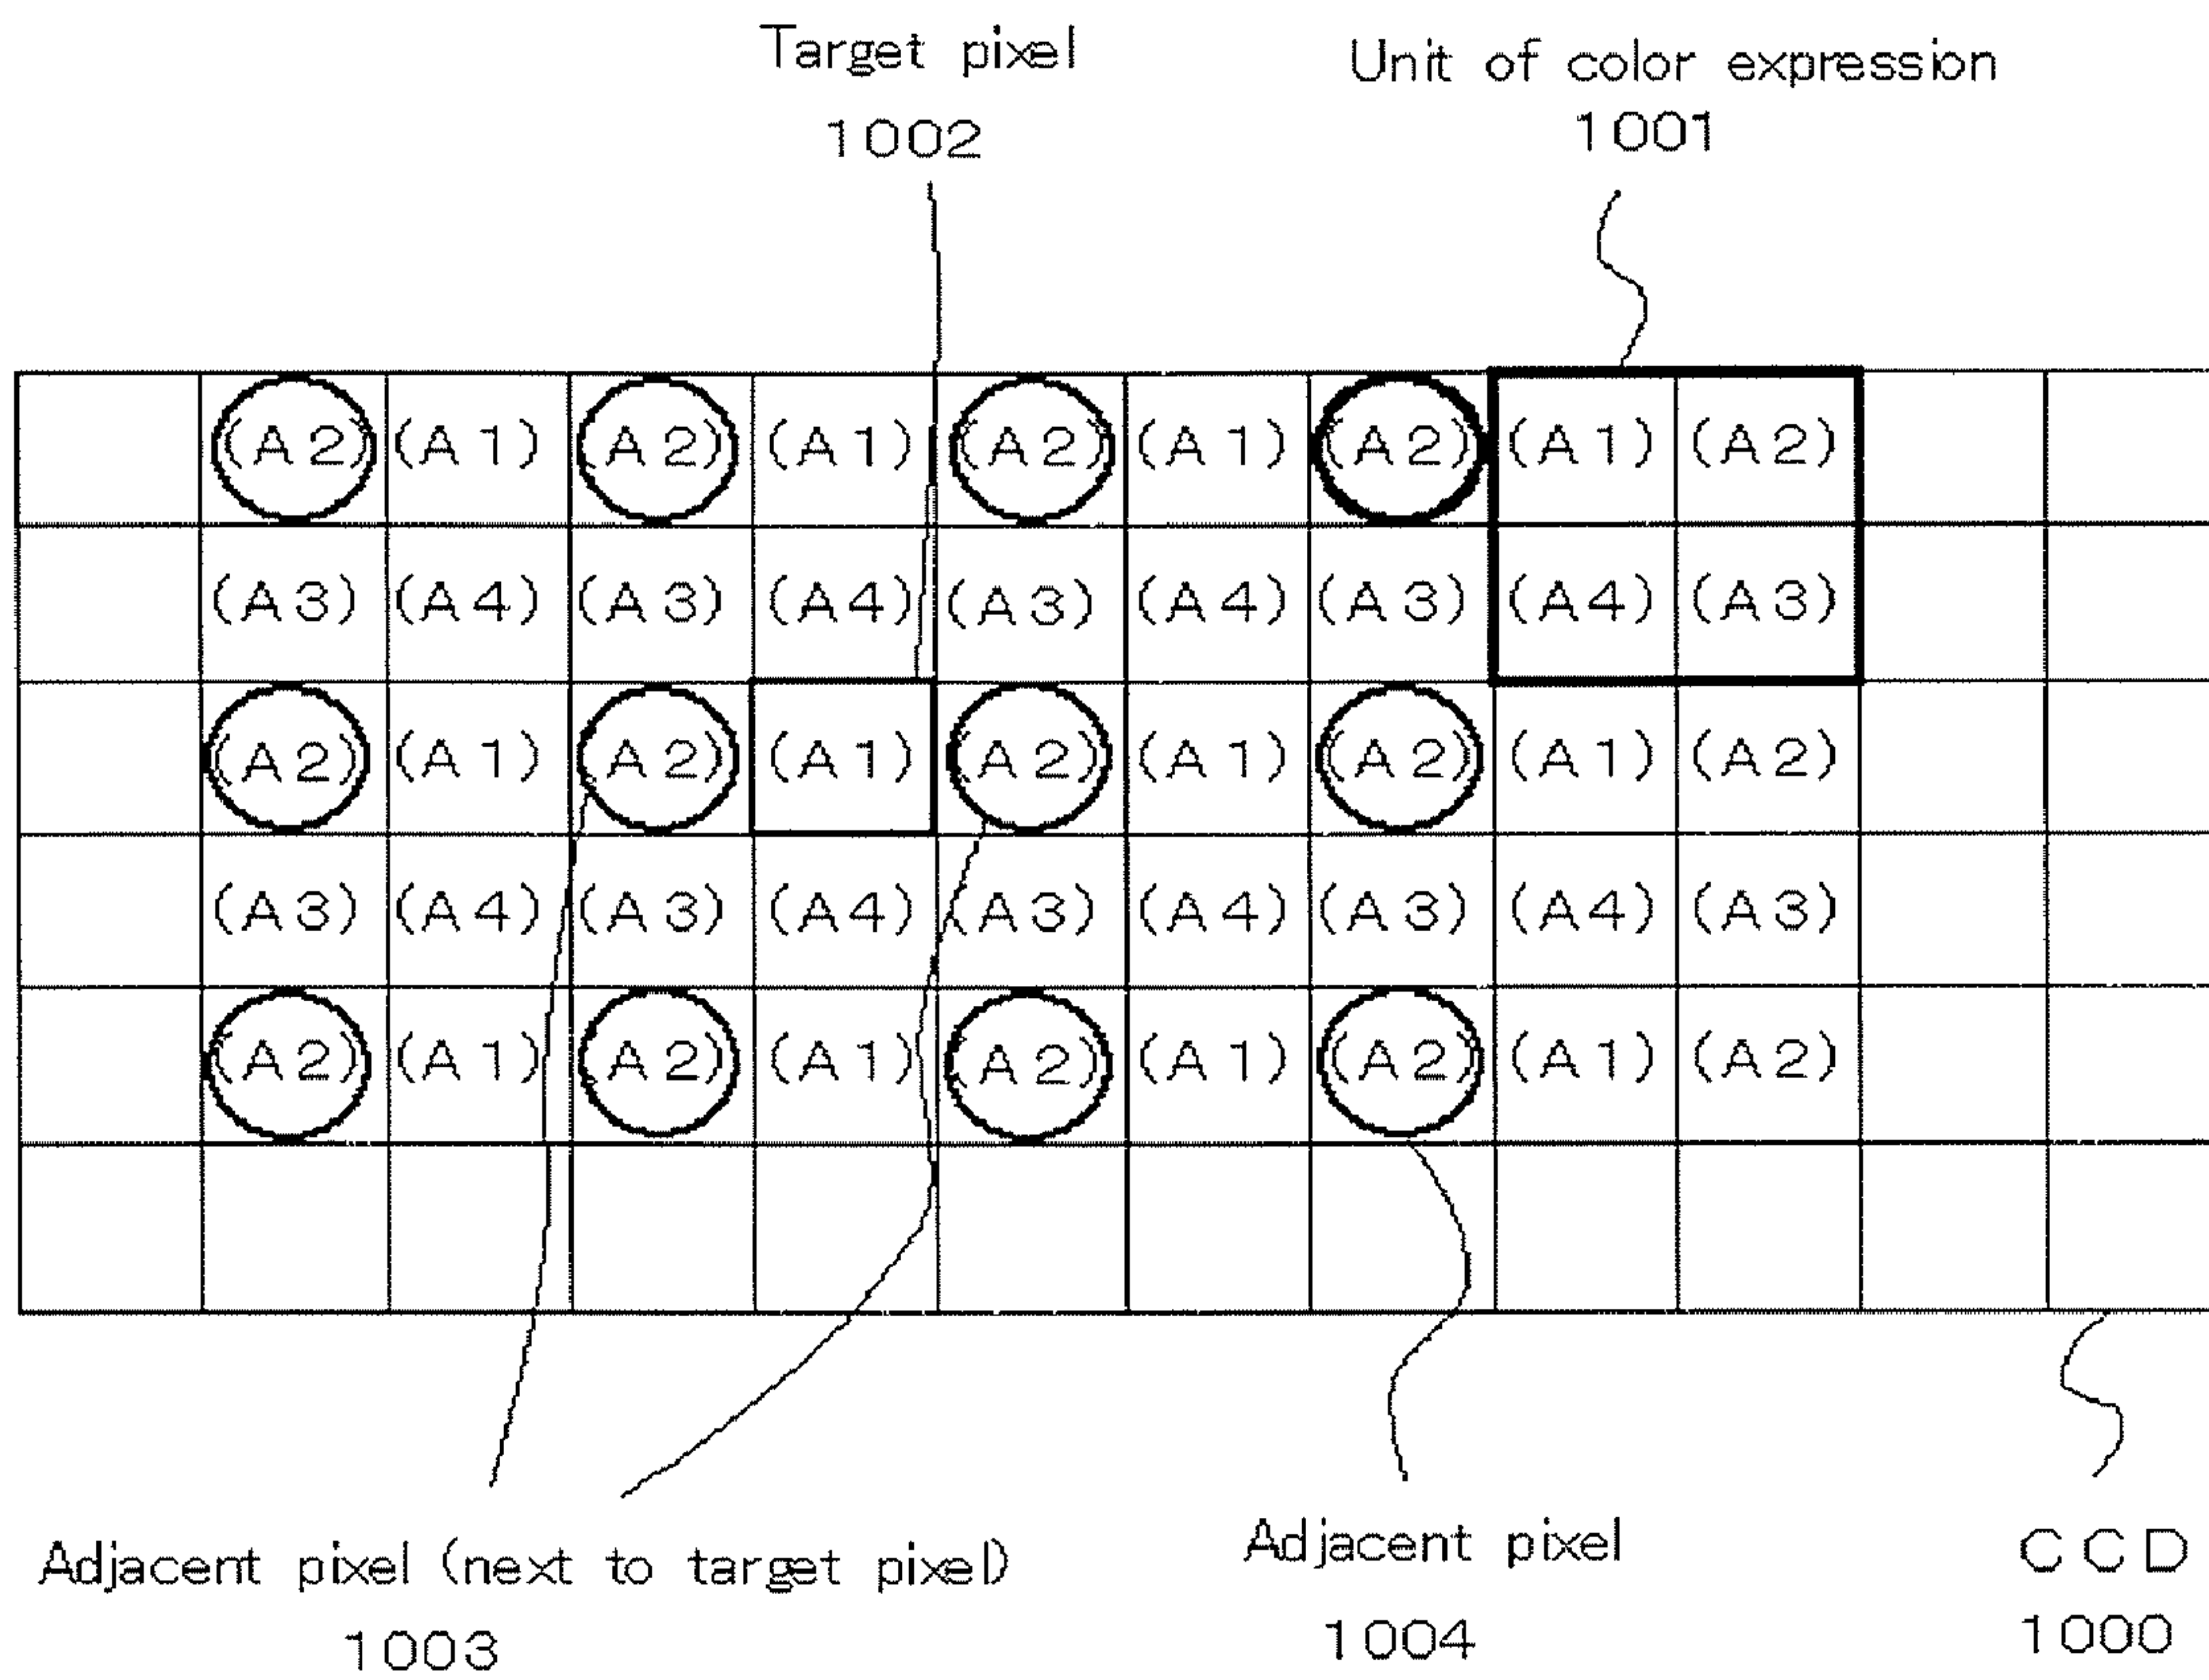 Target pixel
1002
Unit of color expression
1001
(A2) (A1) (A2) (A1) (A2) (A1) (A2) (A1) (A2)
(A3) (A4) (A3) (A4) (A3) (A4) (A3) (A4) (A3)
(A2) (A1) (A2) (A1) (A2) (A1) (A2) (A1) (A2)
(A3) (A4) (A3) (A4) (A3) (A4) (A3) (A4) (A3)
(A2) (A1) (A2) (A1) (A2) (A1) (A2) (A1) (A2)
Adjacent pixel (next to target pixel)
1003
Adjacent pixel
1004
CCD
1000